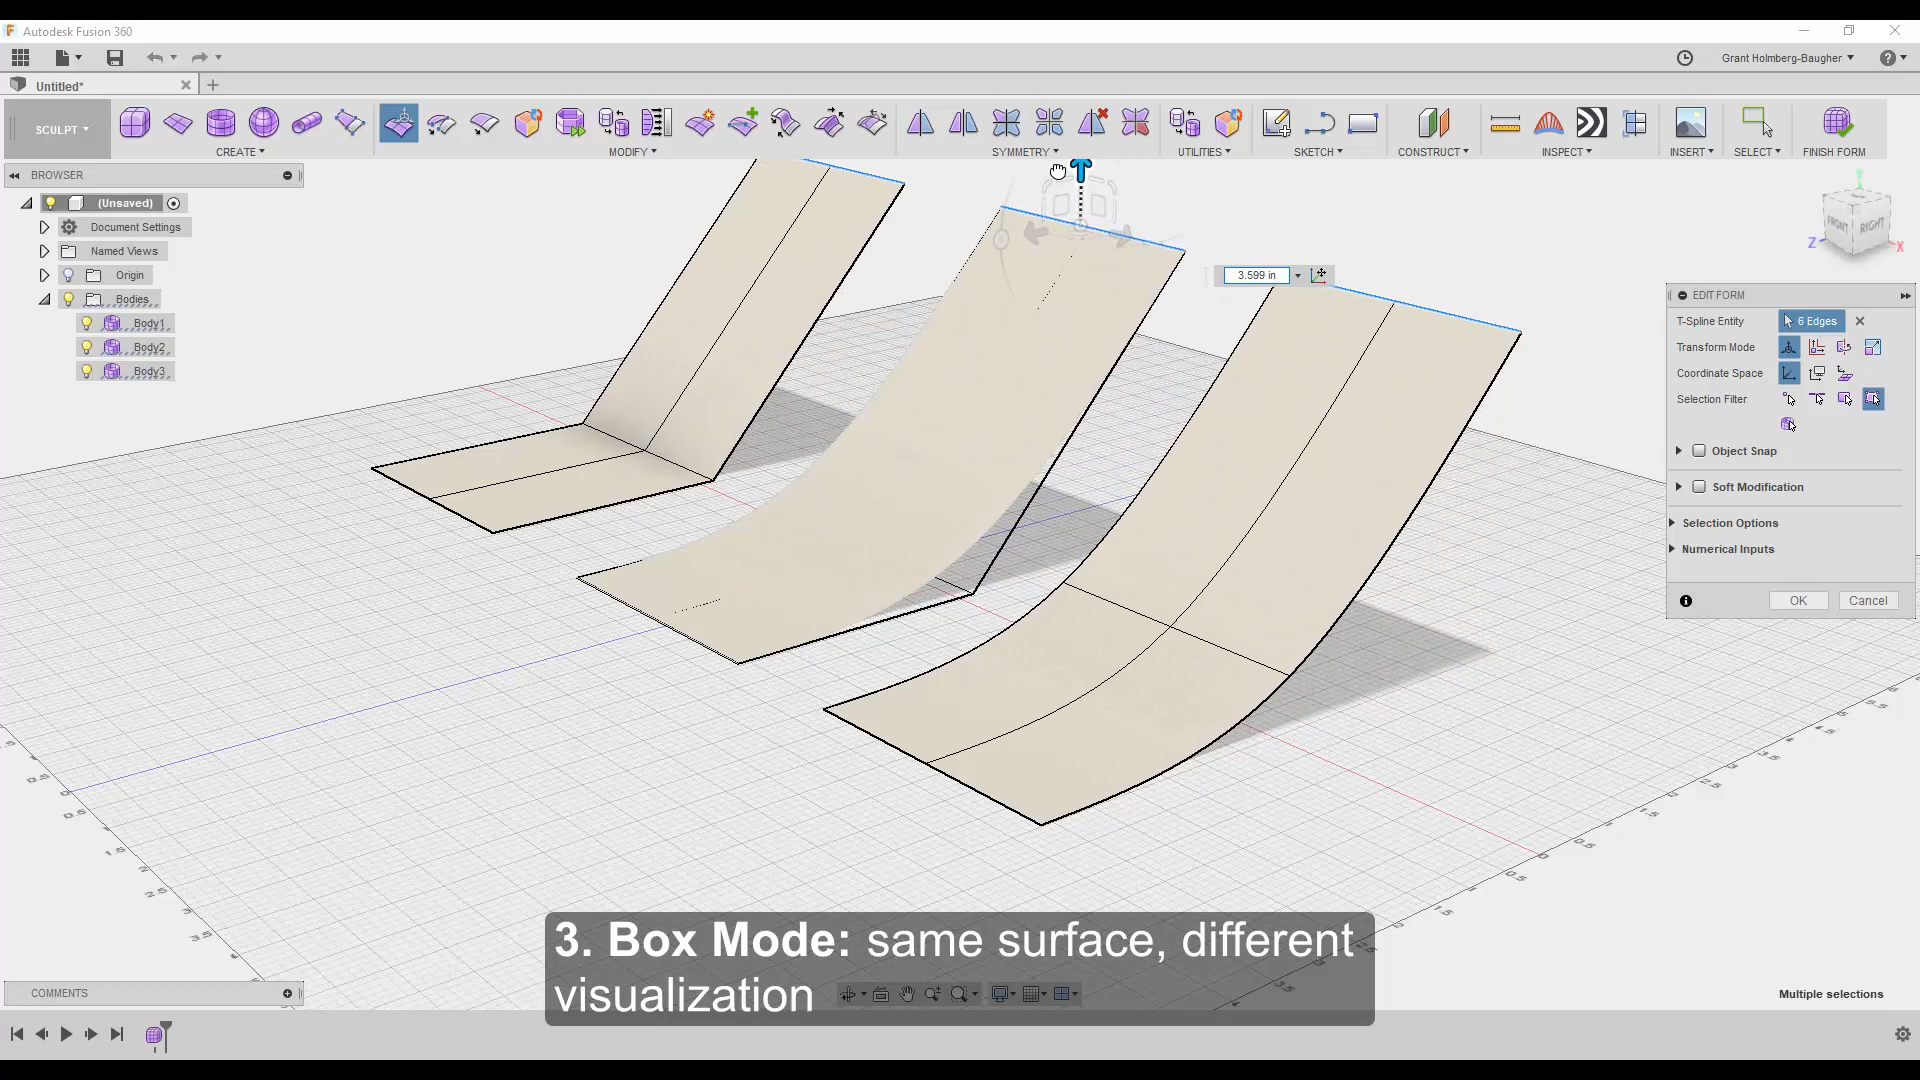 Autodesk Fusion 360
Grant Holmberg-Baugher
Untitled*
SCULPT
CREATE
MODIFY
SYMMETRY
UTILITIES
SKETCH
CONSTRUCT
INSPECT
INSERT
SELECT
FINISH FORM
BROWSER
(Unsaved)
Document Settings
Named Views
Origin
Bodies
Body1
Body2
Body3
Y
FRONT
RIGHT
Z
X
3.599 in
EDIT FORM
T-Spline Entity
6 Edges
Transform Mode
Coordinate Space
Selection Filter
Object Snap
Soft Modification
Selection Options
Numerical Inputs
OK
Cancel
3. Box Mode: same surface, different
visualization
COMMENTS
Multiple selections